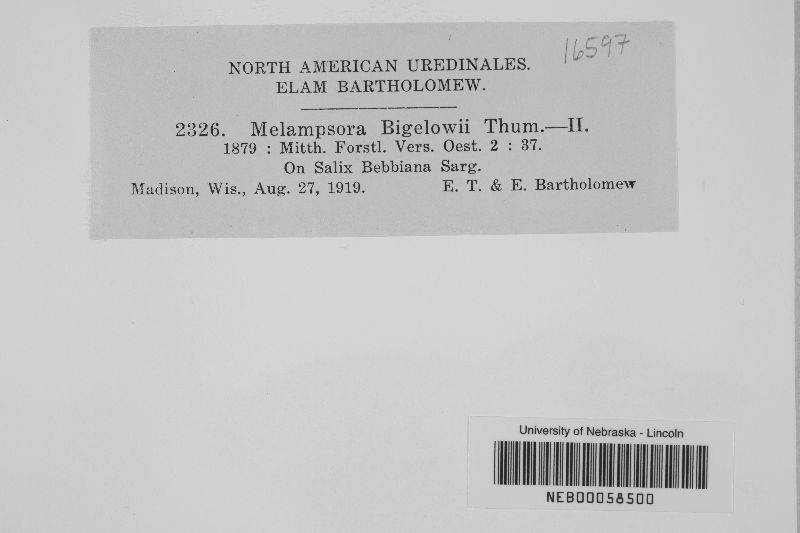 16597
NORTH AMERICAN UREDINALES.
ELAM BARTHOLOMEW.
2326. Melampsora Bigelowii Thum.—II.
1879 : Mitth. Forstl. Vers. Oest. 2 : 37.
On Salix Bebbiana Sarg.
Madison, Wis., Aug. 27, 1919. E. T. & E. Bartholomew
University of Nebraska - Lincoln
NEB00058500